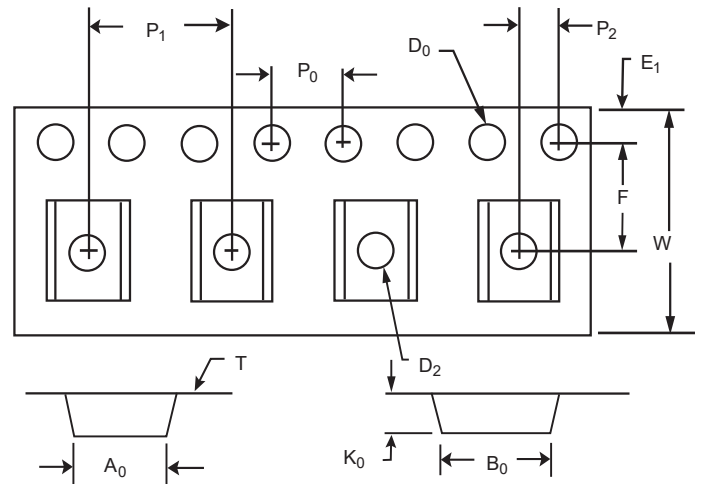 P₁
P₀
D₀
P₂
E₁
F
W
T
D₂
A₀
K₀
B₀